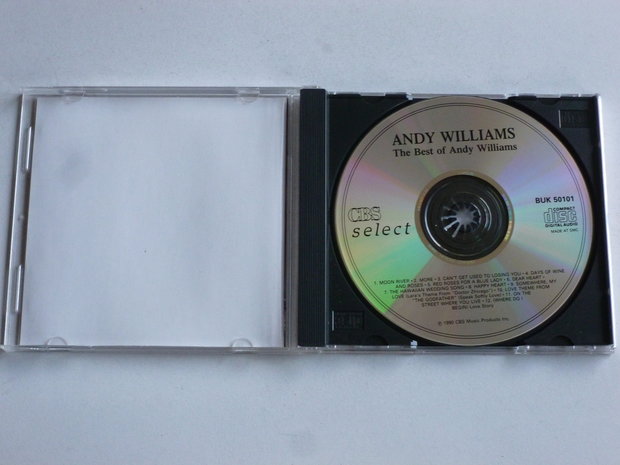 ANDY WILLIAMS
The Best of Andy Williams
BUK 50101
CBS
select
COMPACT
disc
DIGITAL AUDIO
MADE AT SMC
1. MOON RIVER • 2. MORE • 3. CAN'T GET USED TO LOSING YOU • 4. DAYS OF WINE
AND ROSES • 5. RED ROSES FOR A BLUE LADY • 6. DEAR HEART •
7. THE HAWAIIAN WEDDING SONG • 8. HAPPY HEART • 9. SOMEWHERE, MY
LOVE (Lara's Theme From "Doctor Zhivago") • 10. LOVE THEME FROM
"THE GODFATHER" (Speak Softly Love) • 11. ON THE
STREET WHERE YOU LIVE • 12. (WHERE DO I
BEGIN) Love Story
℗ 1990 CBS Music Products Inc.